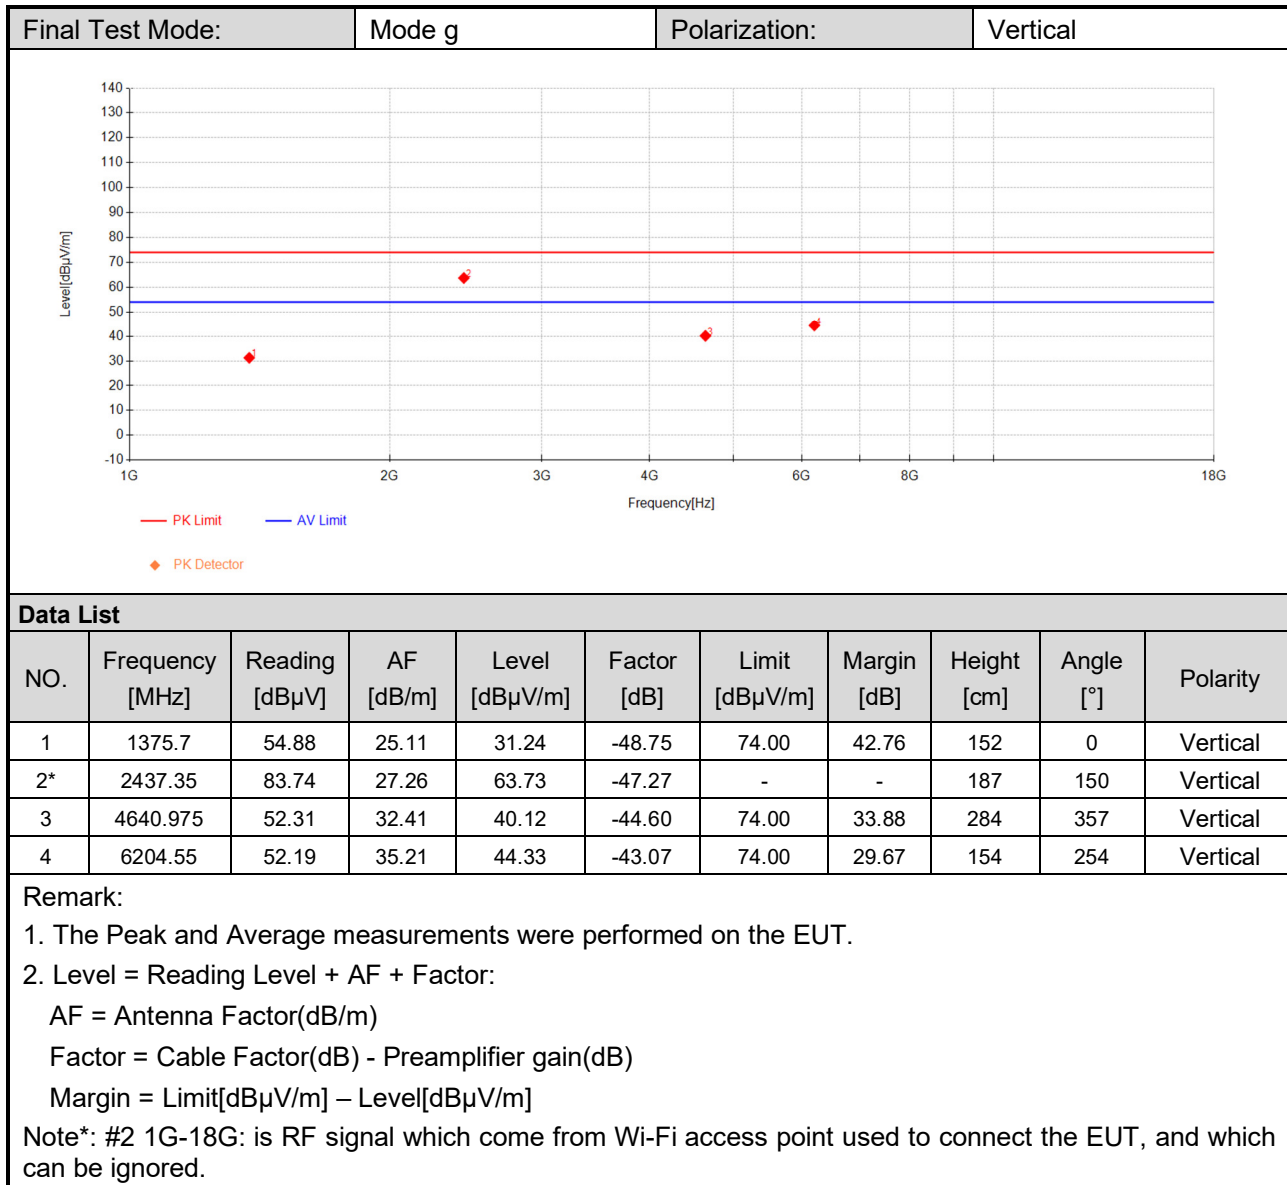 Final Test Mode: Mode g Polarization: Vertical
140
130
120
110
100
90
80
70
60
50
40
30
20
10
0
-10
Level[dBμV/m]
1
2
3
4
1G 2G 3G 4G 6G 8G 18G
Frequency[Hz]
PK Limit AV Limit
PK Detector
Data List
NO. Frequency [MHz] Reading [dBμV] AF [dB/m] Level [dBμV/m] Factor [dB] Limit [dBμV/m] Margin [dB] Height [cm] Angle [°] Polarity
1 1375.7 54.88 25.11 31.24 -48.75 74.00 42.76 152 0 Vertical
2* 2437.35 83.74 27.26 63.73 -47.27 - - 187 150 Vertical
3 4640.975 52.31 32.41 40.12 -44.60 74.00 33.88 284 357 Vertical
4 6204.55 52.19 35.21 44.33 -43.07 74.00 29.67 154 254 Vertical
Remark:
1. The Peak and Average measurements were performed on the EUT.
2. Level = Reading Level + AF + Factor:
AF = Antenna Factor(dB/m)
Factor = Cable Factor(dB) - Preamplifier gain(dB)
Margin = Limit[dBμV/m] – Level[dBμV/m]
Note*: #2 1G-18G: is RF signal which come from Wi-Fi access point used to connect the EUT, and which
can be ignored.